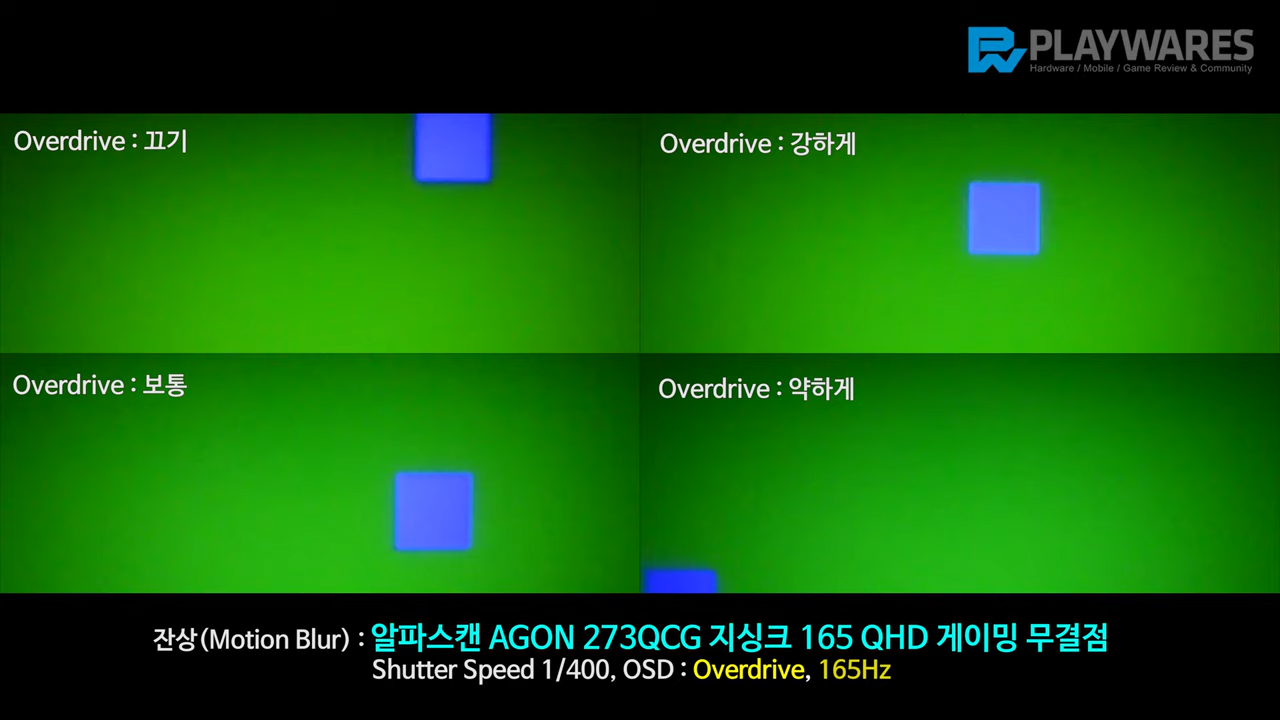 PLAYWARES
Hardware / Mobile / Game Review & Community
Overdrive : 끄기
Overdrive : 강하게
Overdrive : 보통
Overdrive : 약하게
잔상(Motion Blur) : 알파스캔 AGON 273QCG 지싱크 165 QHD 게이밍 무결점
Shutter Speed 1/400, OSD : Overdrive, 165Hz